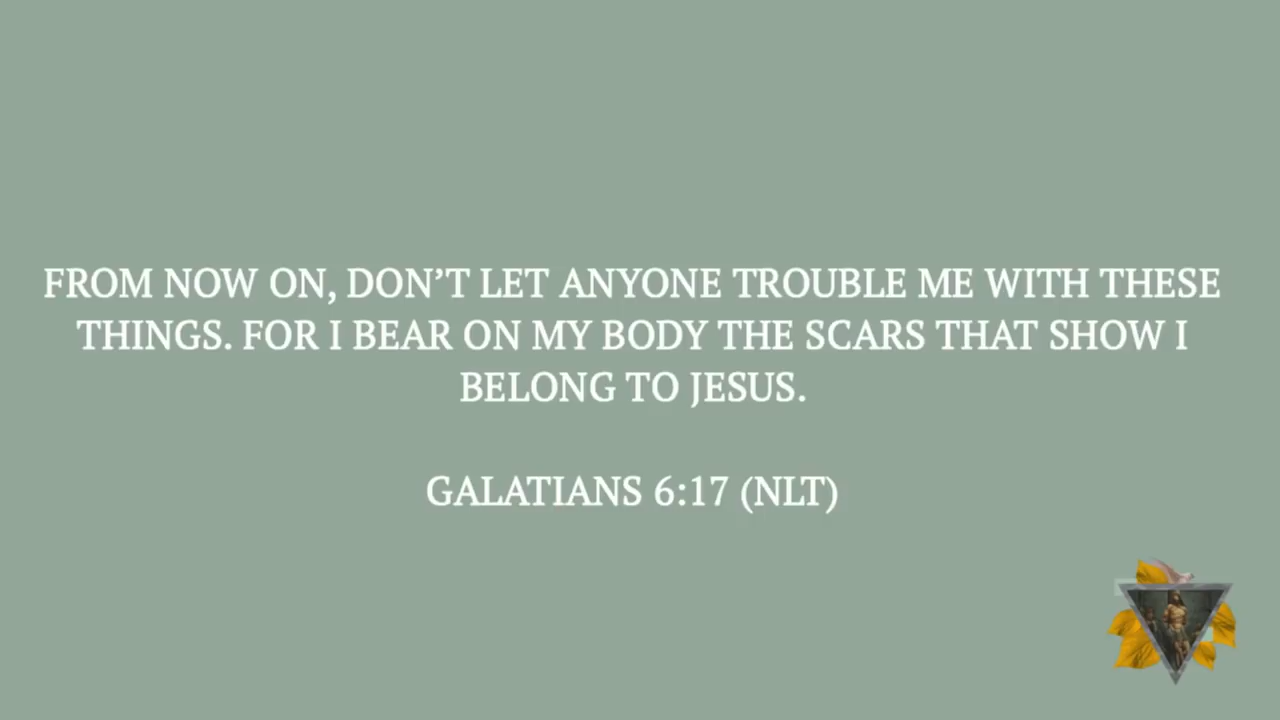 FROM NOW ON, DON’T LET ANYONE TROUBLE ME WITH THESE
THINGS. FOR I BEAR ON MY BODY THE SCARS THAT SHOW I
BELONG TO JESUS.
GALATIANS 6:17 (NLT)